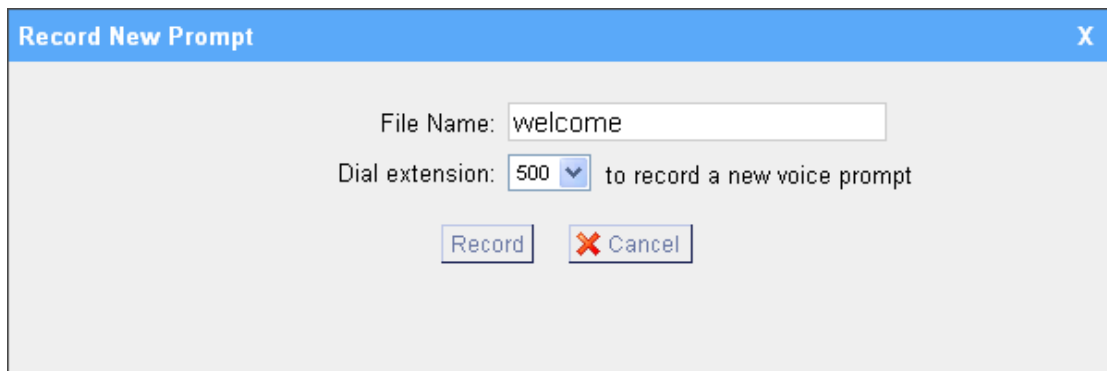 Record New Prompt X
File Name: welcome
Dial extension: 500 to record a new voice prompt
Record Cancel